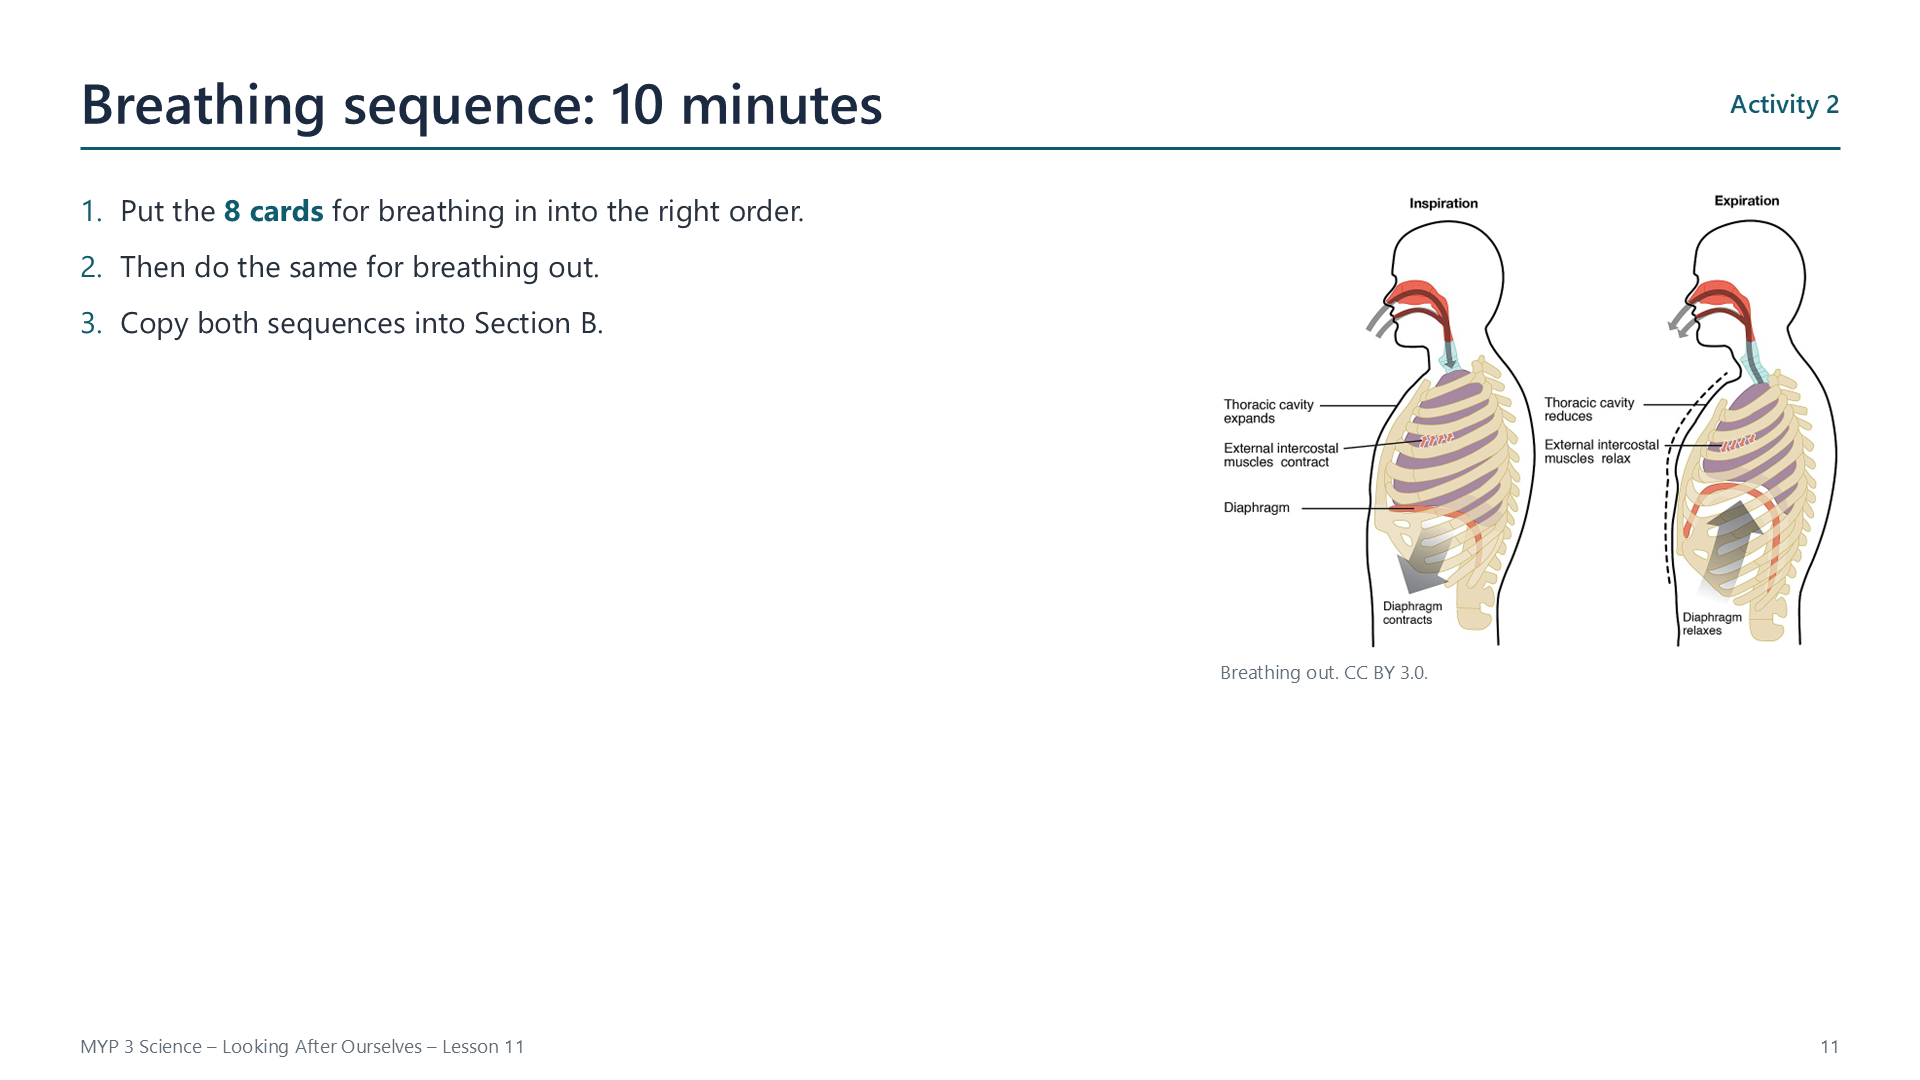 Breathing sequence: 10 minutes
Activity 2
1. Put the 8 cards for breathing in into the right order.
2. Then do the same for breathing out.
3. Copy both sequences into Section B.
Inspiration
Thoracic cavity
expands
External intercostal
muscles contract
Diaphragm
Diaphragm
contracts
Expiration
Thoracic cavity
reduces
External intercostal
muscles relax
Diaphragm
relaxes
Breathing out. CC BY 3.0.
MYP 3 Science – Looking After Ourselves – Lesson 11
11